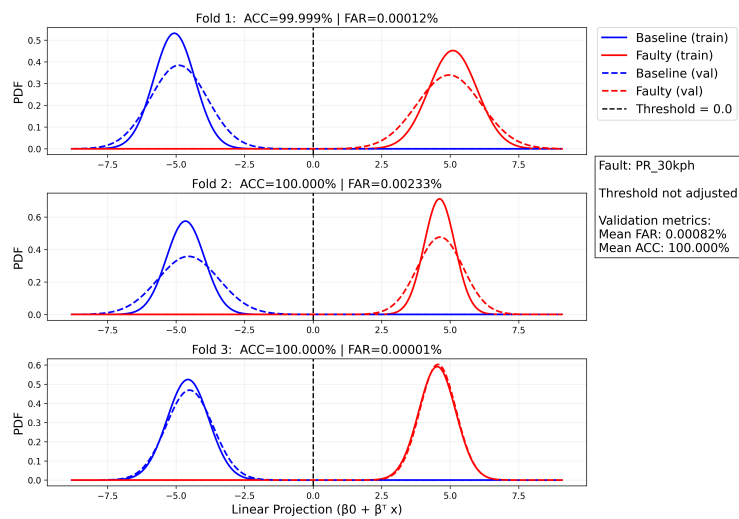 Fold 1:  ACC=99.999% | FAR=0.00012%
PDF
0.5
0.4
0.3
0.2
0.1
0.0
−7.5 −5.0 −2.5 0.0 2.5 5.0 7.5
Baseline (train)
Faulty (train)
Baseline (val)
Faulty (val)
Threshold = 0.0
Fault: PR_30kph
Threshold not adjusted
Validation metrics:
Mean FAR: 0.00082%
Mean ACC: 100.000%
Fold 2:  ACC=100.000% | FAR=0.00233%
PDF
0.6
0.4
0.2
0.0
−7.5 −5.0 −2.5 0.0 2.5 5.0 7.5
Fold 3:  ACC=100.000% | FAR=0.00001%
PDF
0.6
0.5
0.4
0.3
0.2
0.1
0.0
−7.5 −5.0 −2.5 0.0 2.5 5.0 7.5
Linear Projection (β0 + βᵀ x)